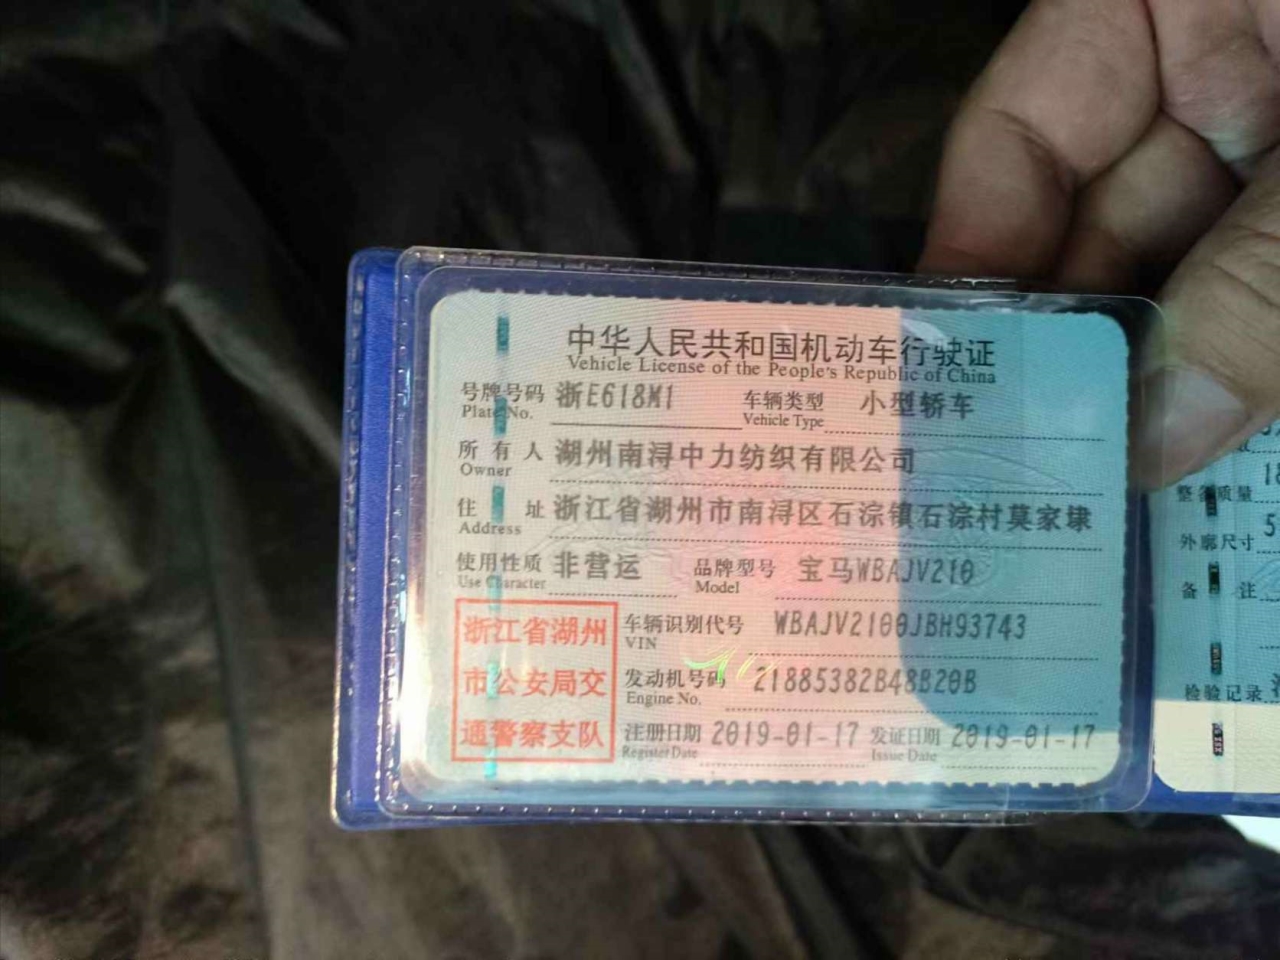 中华人民共和国机动车行驶证
Vehicle License of the People's Republic of China
号牌号码 浙E618M1 车辆类型 小型轿车
Plate No. Vehicle Type
所有人 湖州南浔中力纺织有限公司
Owner
住址 浙江省湖州市南浔区石淙镇石淙村莫家埭
Address
使用性质 非营运 品牌型号 宝马WBAJV210
Use Character Model
浙江省湖州
市公安局交
通警察支队
车辆识别代号 WBAJV2100JBH93743
VIN
发动机号码 21885382B48B20B
Engine No.
注册日期 2019-01-17 发证日期 2019-01-17
Register Date Issue Date
整备质量
外廓尺寸 5
备注
检验记录